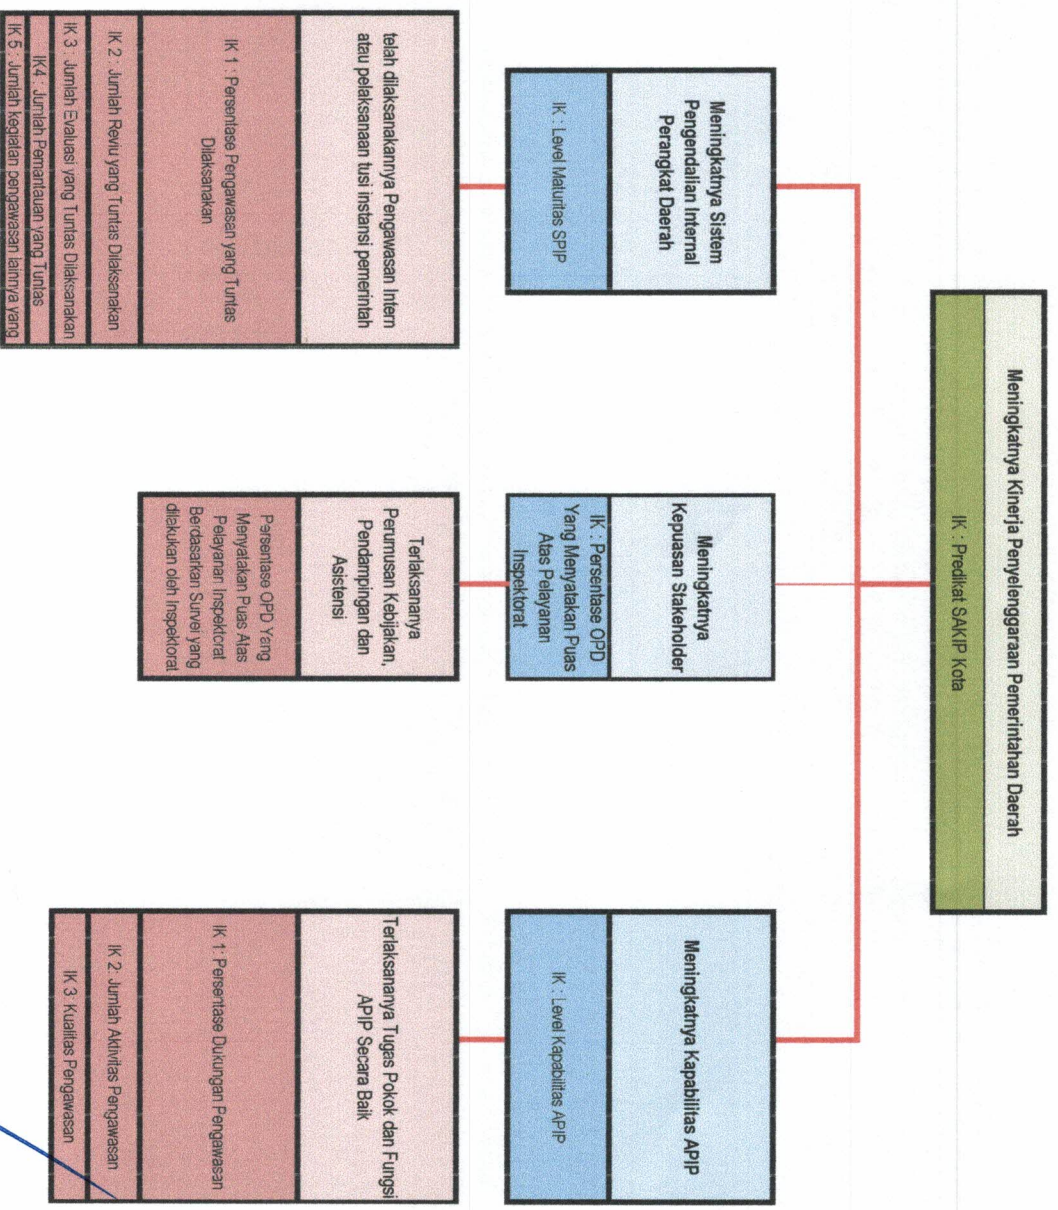 Meningkatnya Kinerja Penyelenggaraan Pemerintahan Daerah
IK : Predikat SAKIP Kota
Meningkatnya Sistem
Pengendalian Internal
Perangkat Daerah
IK : Level Maturitas SPIP
telah dilaksanakannya Pengawasan Intern
atau pelaksanaan tusi instansi pemerintah
IK 1 : Persentase Pengawasan yang Tuntas
Dilaksanakan
IK 2 : Jumlah Reviu yang Tuntas Dilaksanakan
IK 3 : Jumlah Evaluasi yang Tuntas Dilaksanakan
IK4 : Jumlah Pemantauan yang Tuntas
IK 5 : Jumlah kegiatan pengawasan lainnya yang
Meningkatnya
Kepuasan Stakeholder
IK : Persentase OPD
Yang Menyatakan Puas
Atas Pelayanan
Inspektorat
Terlaksananya
Perumusan Kebijakan,
Pendampingan dan
Asistensi
Persentase OPD Yang
Menyatakan Puas Atas
Pelayanan Inspektorat
Berdasarkan Survei yang
dilakukan oleh Inspektorat
Meningkatnya Kapabilitas APIP
IK : Level Kapabilitas APIP
Terlaksananya Tugas Pokok dan Fungsi
APIP Secara Baik
IK 1: Persentase Dukungan Pengawasan
IK 2: Jumlah Aktivitas Pengawasan
IK 3: Kualitas Pengawasan